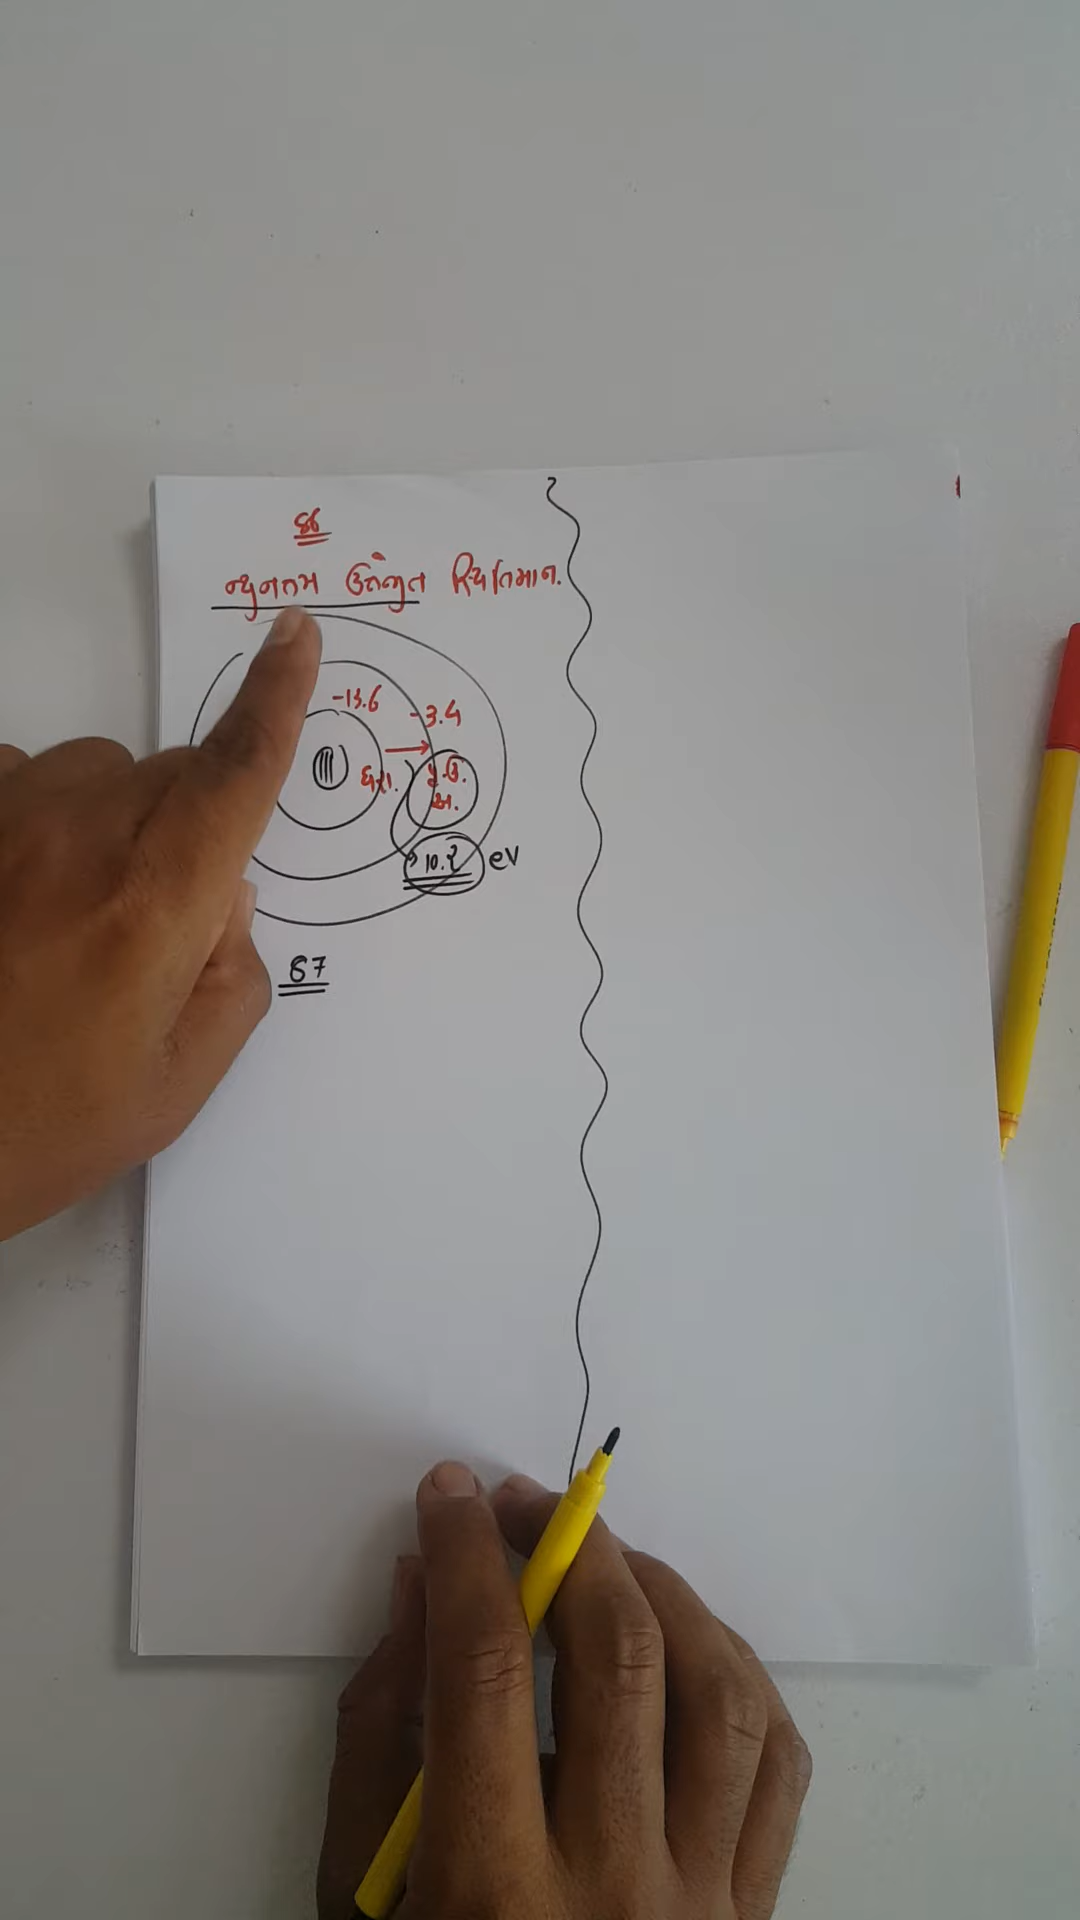 86
ન્યુનતમ ઉત્તેજીત સ્થિતિમાન.
-13.6
-3.4
ધરા.
પ્ર.ઉ.
અ.
10.2 eV
87